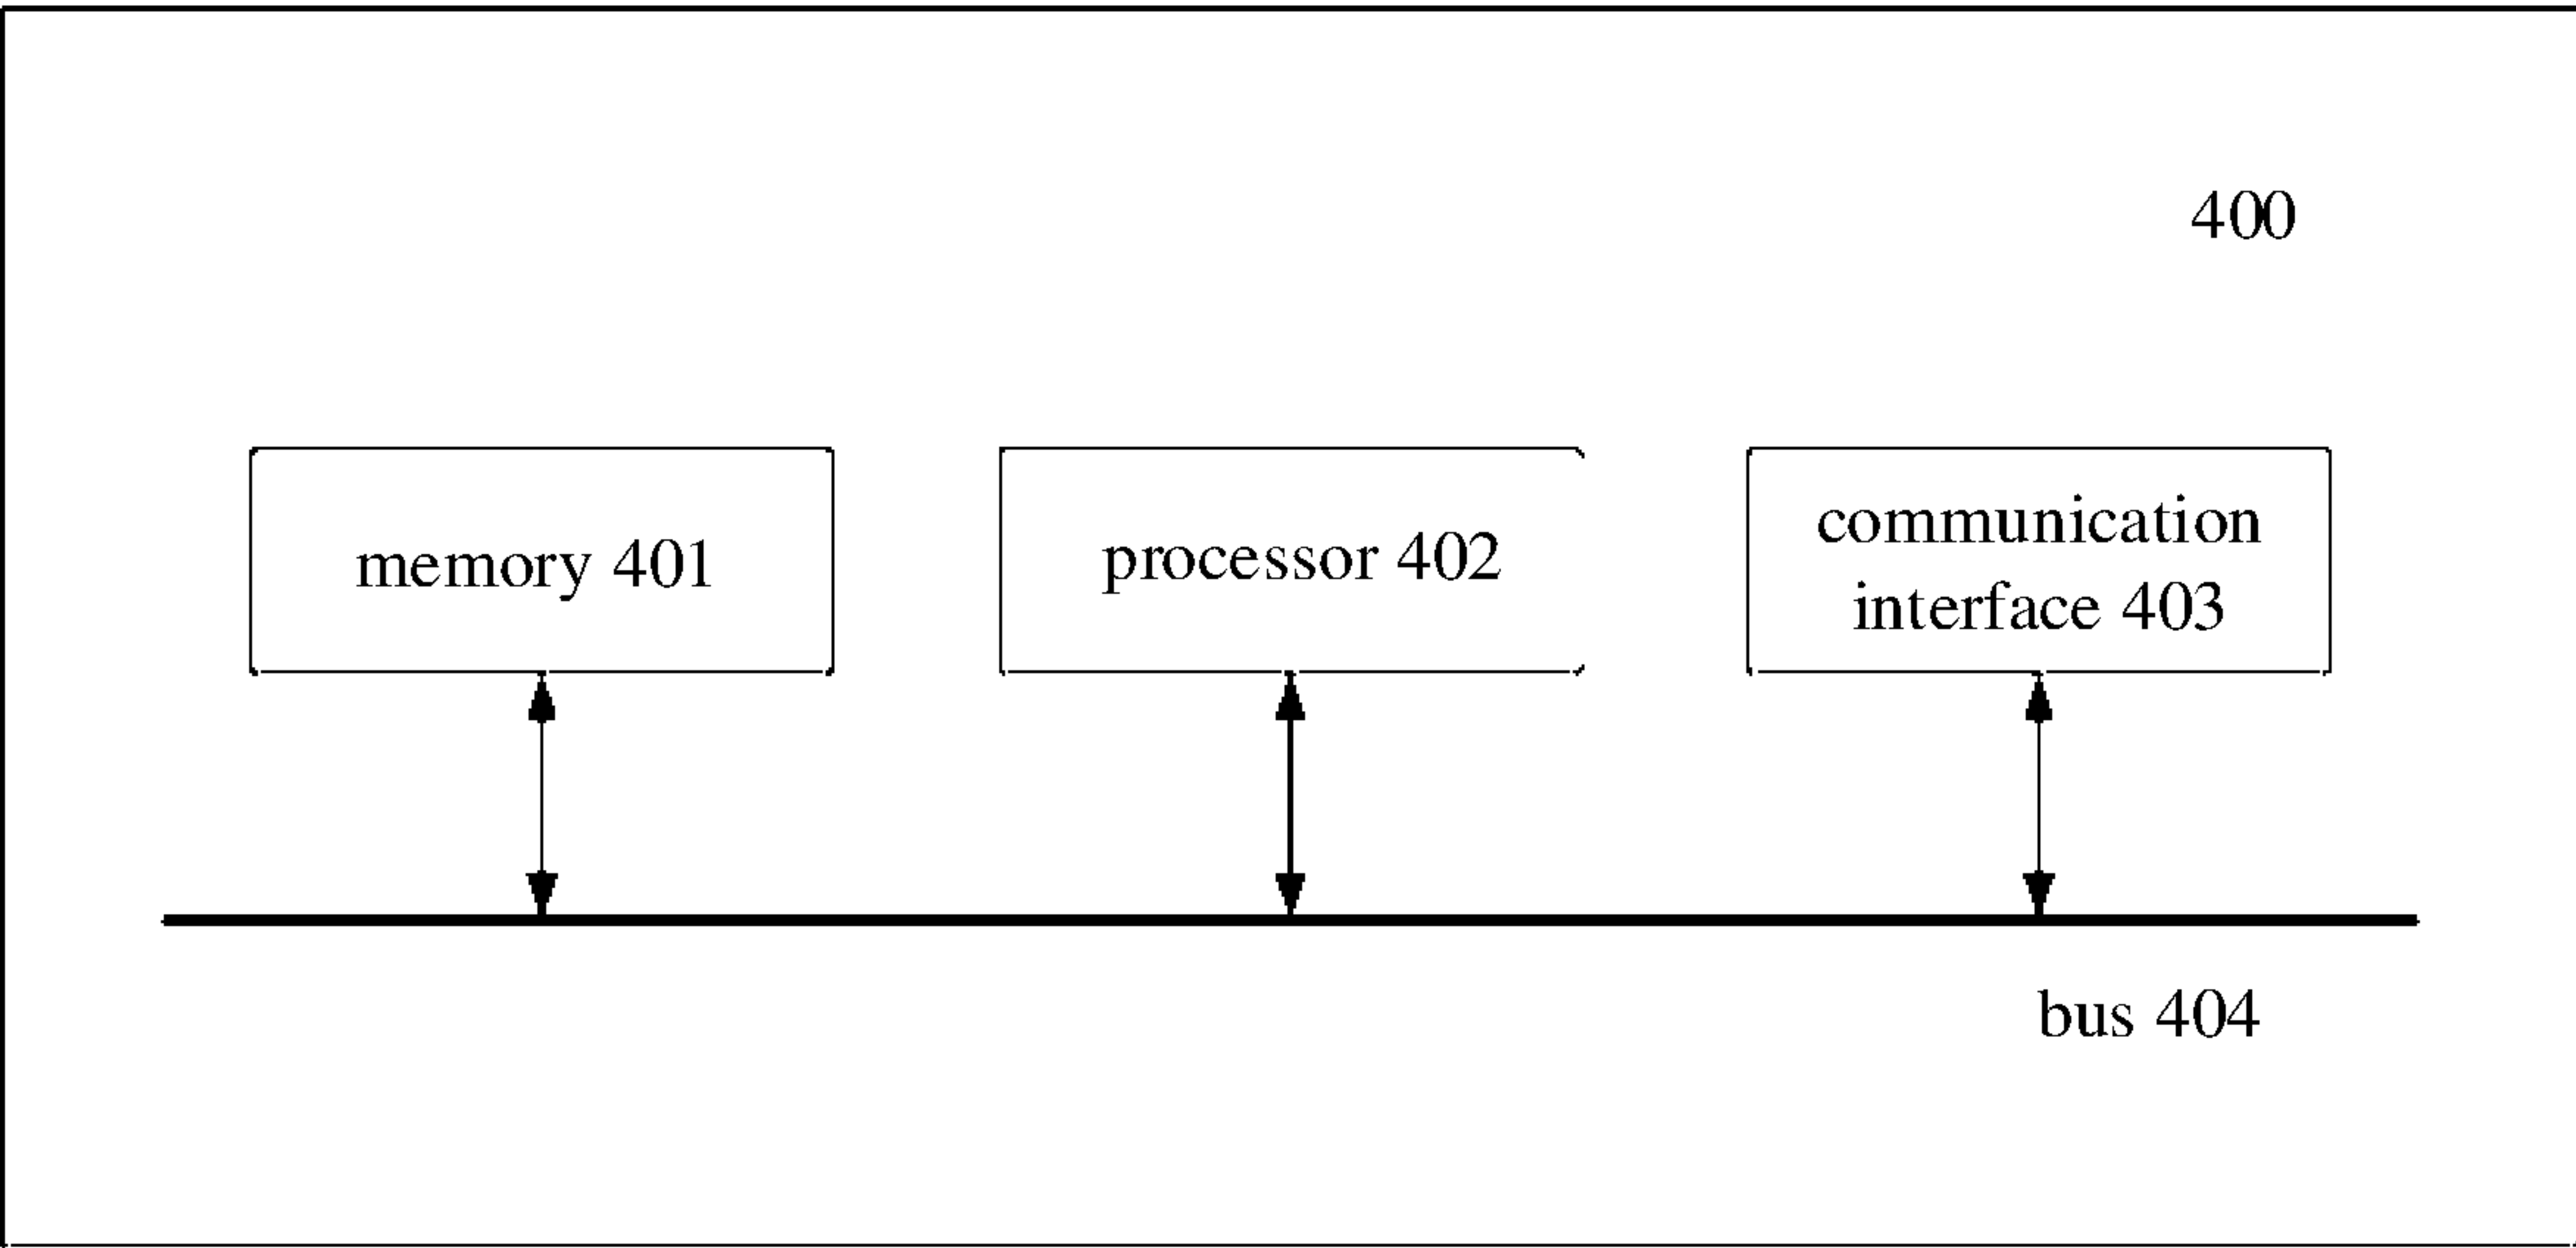 400
memory 401
processor 402
communication
interface 403
bus 404